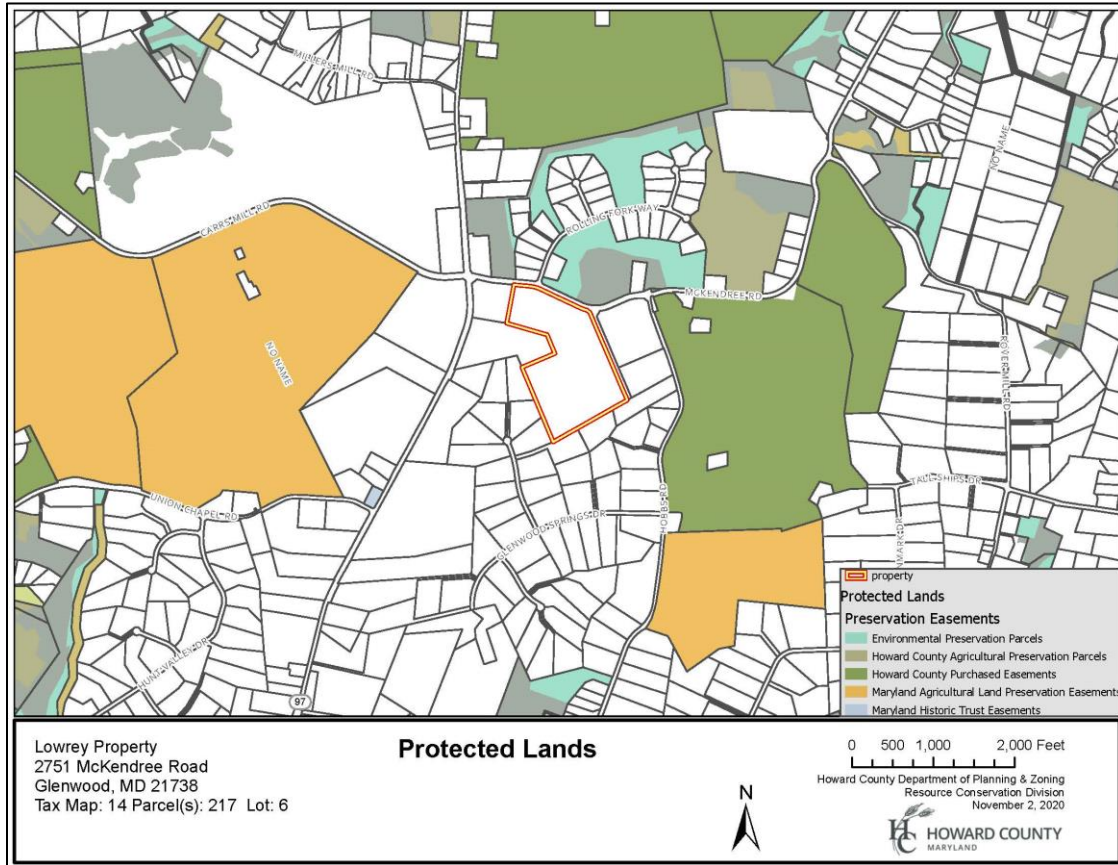 MILLERS MILL RD
NO NAME
CARRS MILL RD
ROLLING FORK WAY
MCKENDREE RD
NO NAME
ROVER MILL RD
UNION CHAPEL RD
TALL SHIPS DR
GLENWOOD SPRINGS DR
HOBBS RD
NMARK D
HUNT VALLEY DR
97
property
Protected Lands
Preservation Easements
Environmental Preservation Parcels
Howard County Agricultural Preservation Parcels
Howard County Purchased Easements
Maryland Agricultural Land Preservation Easements
Maryland Historic Trust Easements
Lowrey Property
2751 McKendree Road
Glenwood, MD 21738
Tax Map: 14 Parcel(s): 217 Lot: 6
Protected Lands
N
0 500 1,000 2,000 Feet
Howard County Department of Planning & Zoning
Resource Conservation Division
November 2, 2020
HC HOWARD COUNTY
MARYLAND